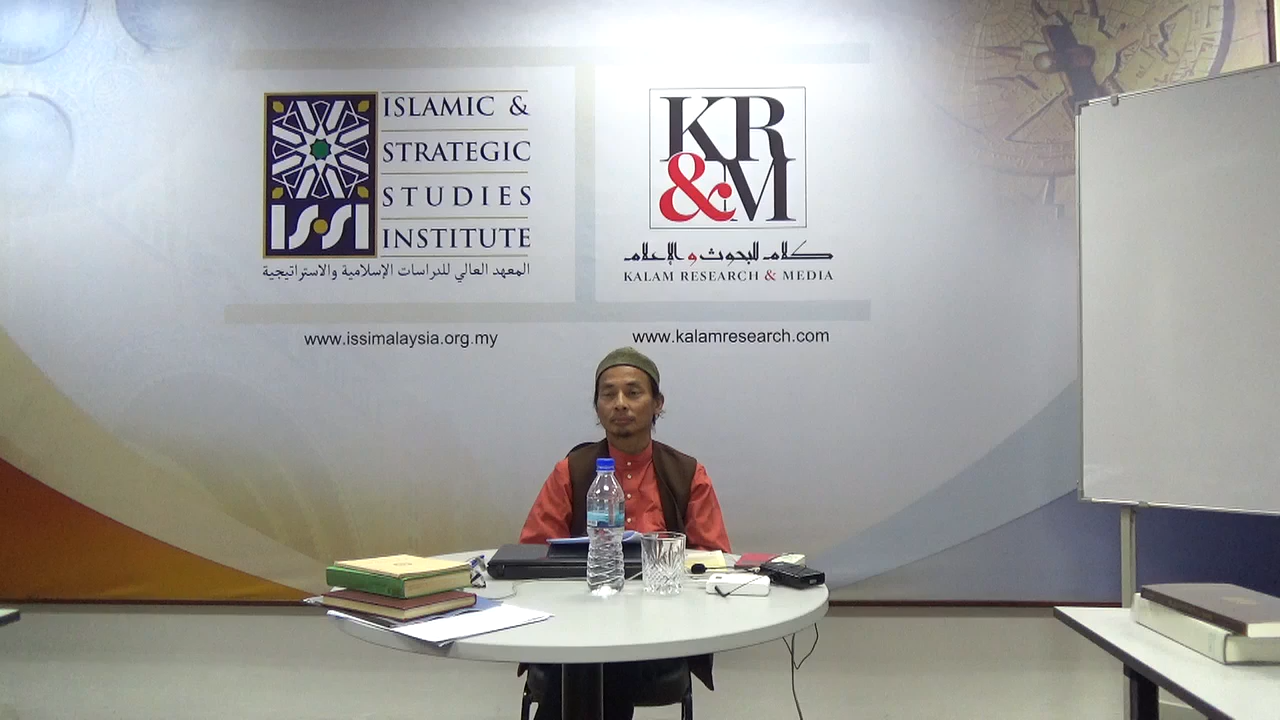 ISLAMIC &
STRATEGIC
STUDIES
INSTITUTE
ISSI
المعهد العالي للدراسات الإسلامية والاستراتيجية
www.issimalaysia.org.my
KR
&M
كلام للبحوث والإعلام
KALAM RESEARCH & MEDIA
www.kalamresearch.com